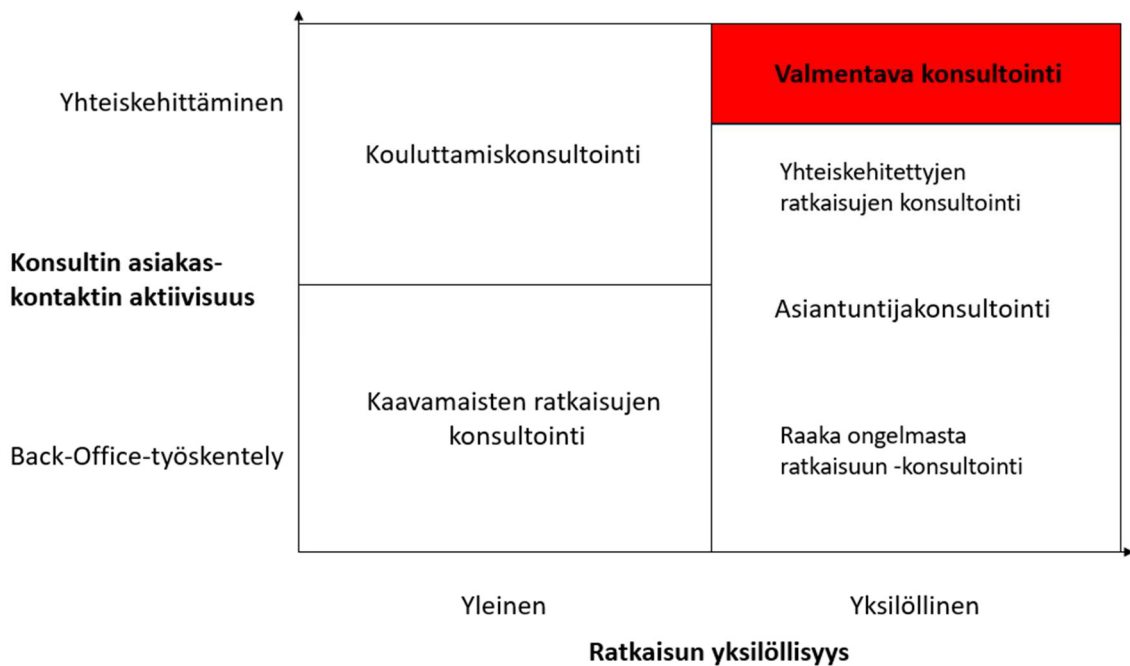 Valmentava konsultointi
Yhteiskehittäminen
Kouluttamiskonsultointi
Yhteiskehitettyjen
ratkaisujen konsultointi
Konsultin asiakas-
kontaktin aktiivisuus
Asiantuntijakonsultointi
Kaavamaisten ratkaisujen
konsultointi
Back-Office-työskentely
Raaka ongelmasta
ratkaisuun -konsultointi
Yleinen
Yksilöllinen
Ratkaisun yksilöllisyys